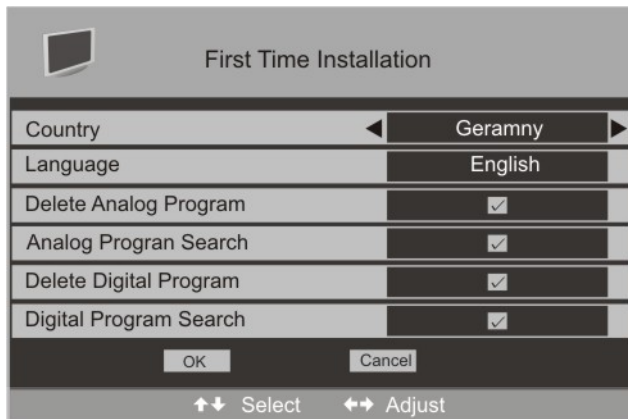 First Time Installation
Country Geramny
Language English
Delete Analog Program
Analog Progran Search
Delete Digital Program
Digital Program Search
OK Cancel
Select Adjust